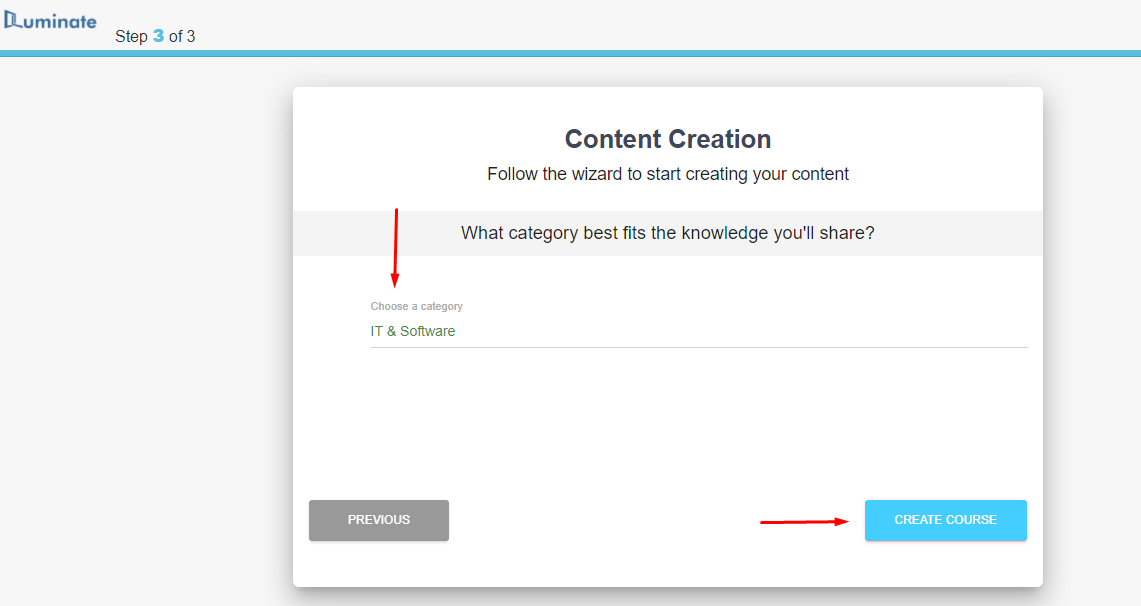 iLuminate
Step 3 of 3
Content Creation
Follow the wizard to start creating your content
What category best fits the knowledge you'll share?
Choose a category
IT & Software
PREVIOUS
CREATE COURSE